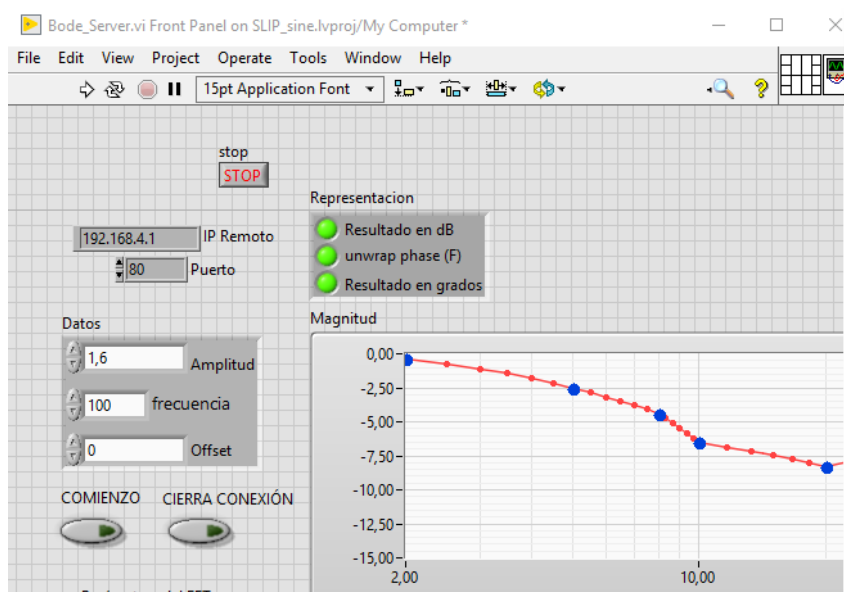 Bode_Server.vi Front Panel on SLIP_sine.lvproj/My Computer *
File Edit View Project Operate Tools Window Help
15pt Application Font
stop
STOP
Representacion
Resultado en dB
192.168.4.1 IP Remoto
unwrap phase (F)
80 Puerto
Resultado en grados
Datos
Magnitud
1,6 Amplitud
0,00
-2,50
100 frecuencia
-5,00
0 Offset
-7,50
COMIENZO CIERRA CONEXIÓN
-10,00
-12,50
-15,00
2,00 10,00